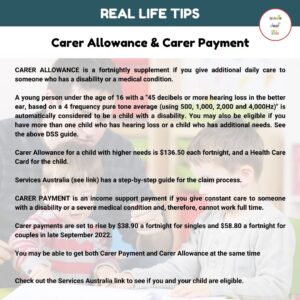 REAL LIFE TIPS
Carer Allowance & Carer Payment
CARER ALLOWANCE is a fortnightly supplement if you give additional daily care to
someone who has a disability or a medical condition.
A young person under the age of 16 with a "45 decibels or more hearing loss in the better
ear, based on a 4 frequency pure tone average (using 500, 1,000, 2,000 and 4,000Hz)" is
automatically considered to be a child with a disability. You may also be eligible if you
have more than one child who has hearing loss or a child who has additional needs. See
the above DSS guide.
Carer Allowance for a child with higher needs is $136.50 each fortnight, and a Health Care
Card for the child.
Services Australia (see link) has a step-by-step guide for the claim process.
CARER PAYMENT is an income support payment if you give constant care to someone
with a disability or a severe medical condition and, therefore, cannot work full time.
Carer payments are set to rise by $38.90 a fortnight for singles and $58.80 a fortnight for
couples in late September 2022.
You may be able to get both Carer Payment and Carer Allowance at the same time
Check out the Services Australia link to see if you and your child are eligible.